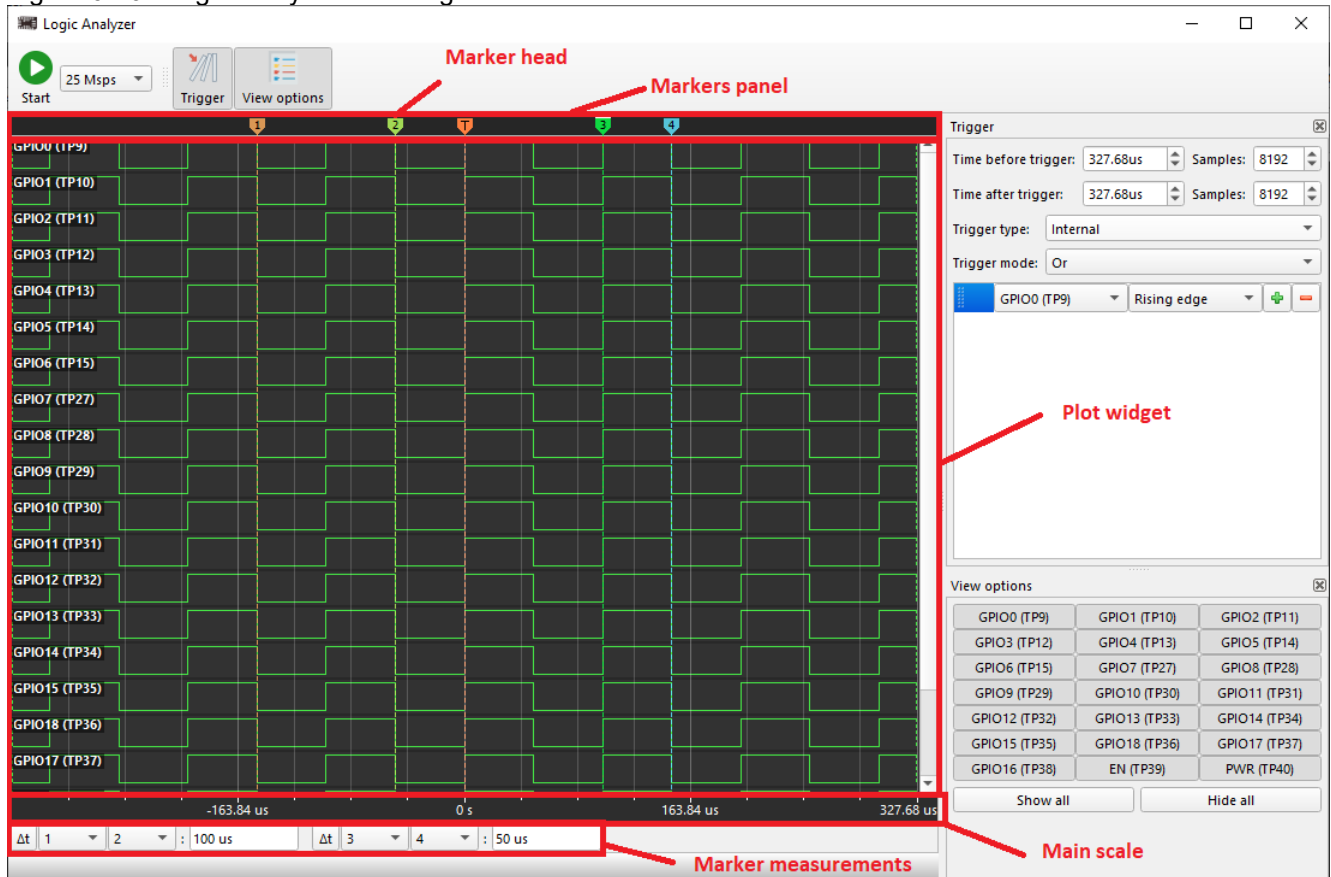 Logic Analyzer
Start
25 Msps
Trigger
View options
Marker head
Markers panel
1 2 T 3 4
GPIO0 (TP9)
GPIO1 (TP10)
GPIO2 (TP11)
GPIO3 (TP12)
GPIO4 (TP13)
GPIO5 (TP14)
GPIO6 (TP15)
GPIO7 (TP27)
GPIO8 (TP28)
GPIO9 (TP29)
GPIO10 (TP30)
GPIO11 (TP31)
GPIO12 (TP32)
GPIO13 (TP33)
GPIO14 (TP34)
GPIO15 (TP35)
GPIO18 (TP36)
GPIO17 (TP37)
-163.84 us 0 s 163.84 us 327.68 us
Δt 1 2 : 100 us Δt 3 4 : 50 us
Marker measurements
Trigger
Time before trigger: 327.68us Samples: 8192
Time after trigger: 327.68us Samples: 8192
Trigger type: Internal
Trigger mode: Or
GPIO0 (TP9) Rising edge
Plot widget
View options
GPIO0 (TP9) GPIO1 (TP10) GPIO2 (TP11)
GPIO3 (TP12) GPIO4 (TP13) GPIO5 (TP14)
GPIO6 (TP15) GPIO7 (TP27) GPIO8 (TP28)
GPIO9 (TP29) GPIO10 (TP30) GPIO11 (TP31)
GPIO12 (TP32) GPIO13 (TP33) GPIO14 (TP34)
GPIO15 (TP35) GPIO18 (TP36) GPIO17 (TP37)
GPIO16 (TP38) EN (TP39) PWR (TP40)
Show all Hide all
Main scale